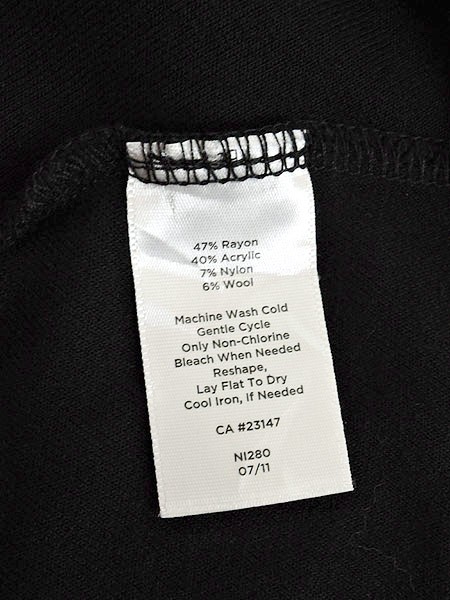 47% Rayon
40% Acrylic
7% Nylon
6% Wool
Machine Wash Cold
Gentle Cycle
Only Non-Chlorine
Bleach When Needed
Reshape,
Lay Flat To Dry
Cool Iron, If Needed
CA #23147
NI280
07/11